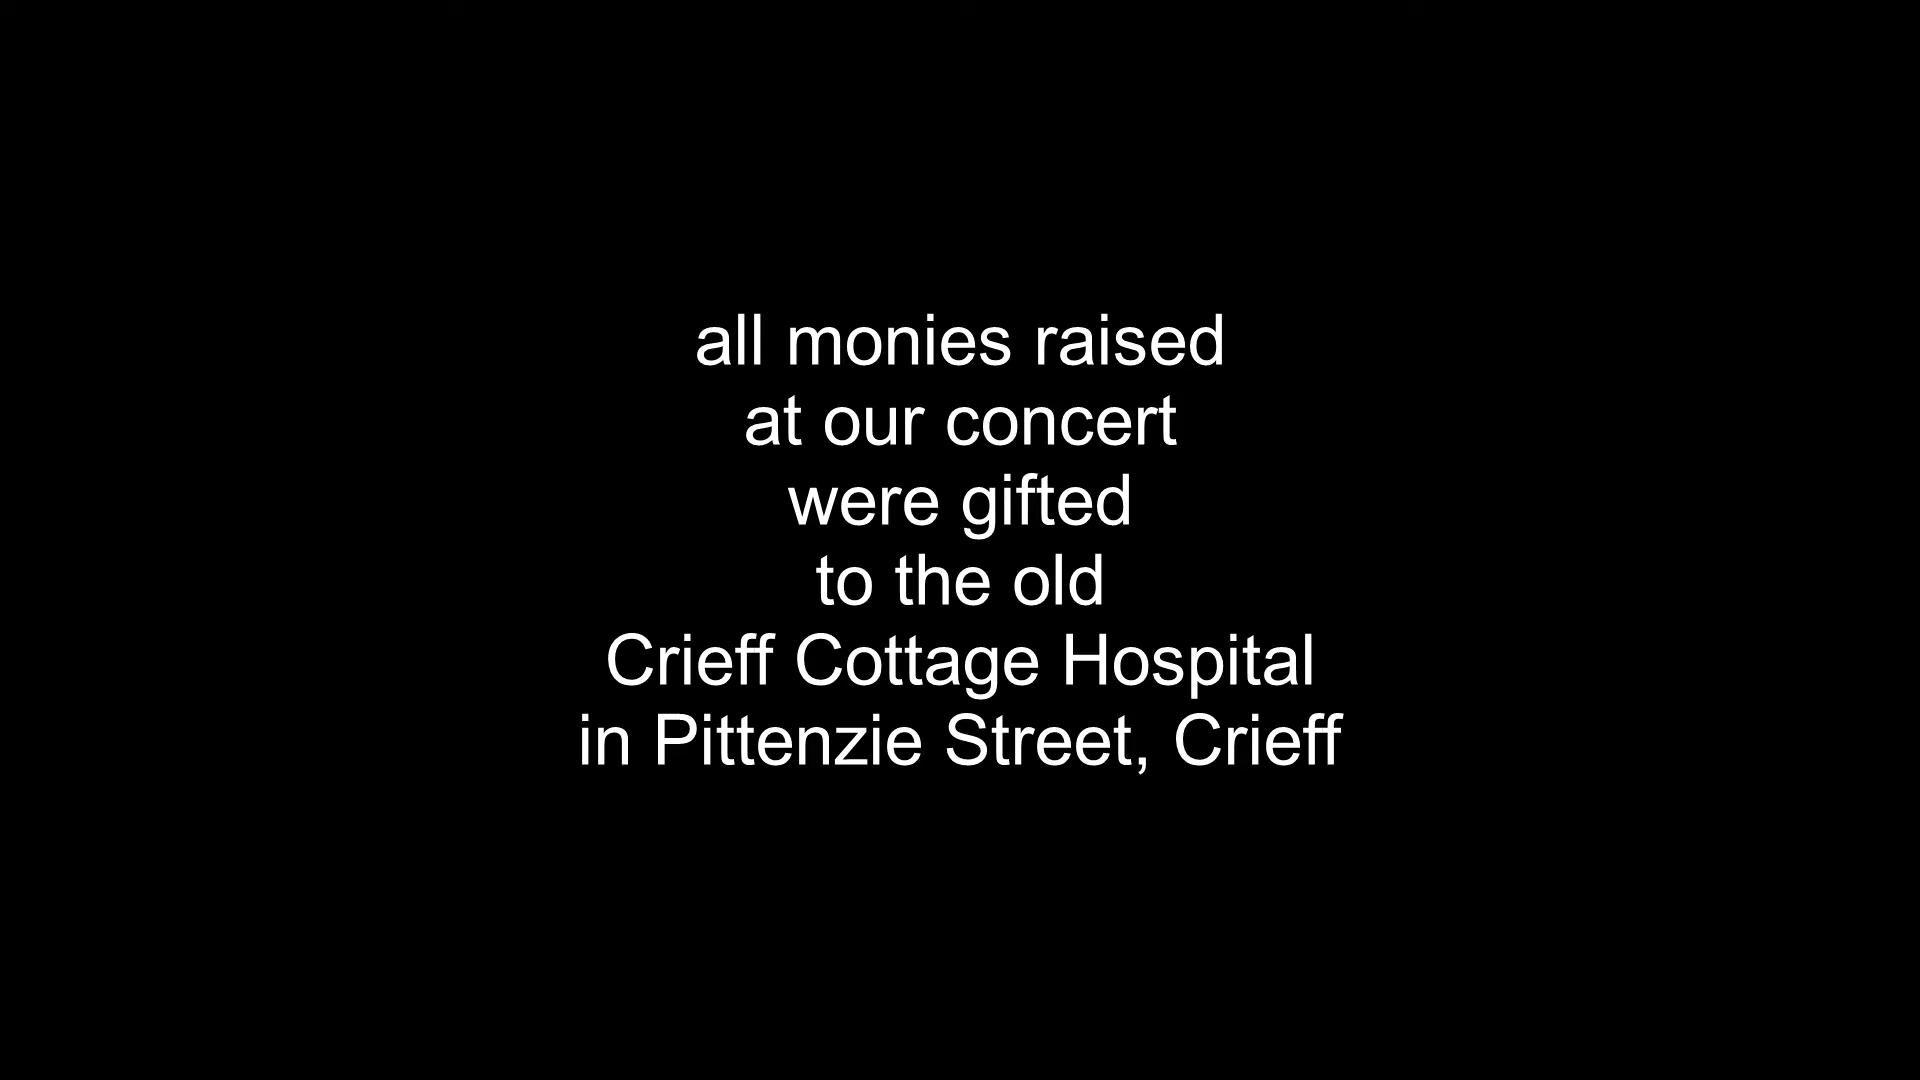 all monies raised
at our concert
were gifted
to the old
Crieff Cottage Hospital
in Pittenzie Street, Crieff